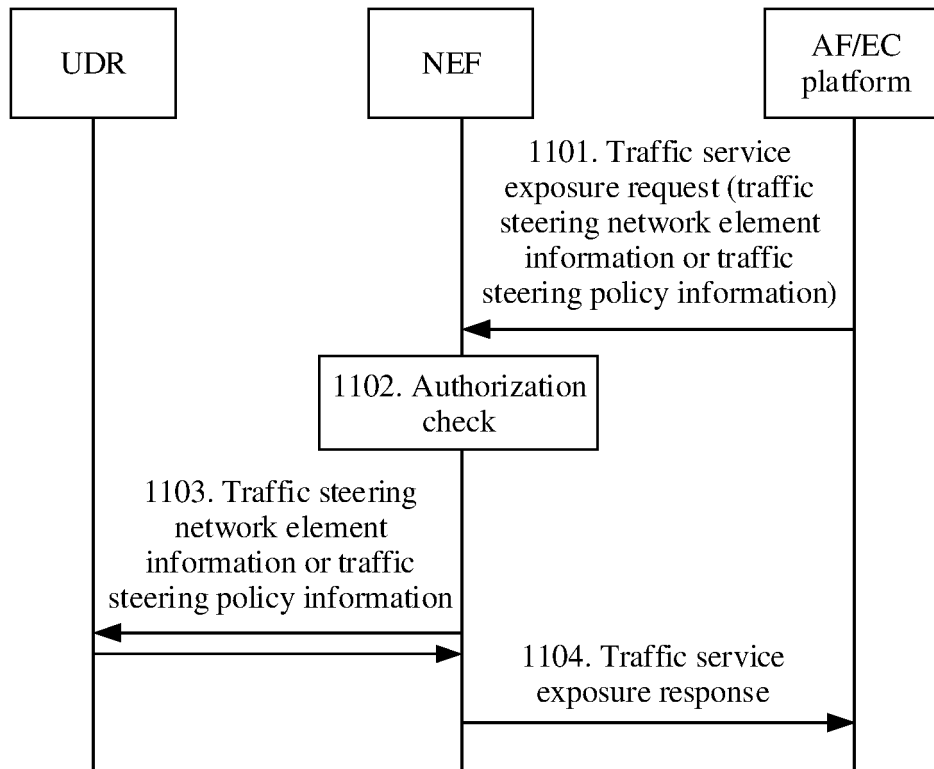 UDR
NEF
AF/EC
platform
1101. Traffic service
exposure request (traffic
steering network element
information or traffic
steering policy information)
1102. Authorization
check
1103. Traffic steering
network element
information or traffic
steering policy information
1104. Traffic service
exposure response